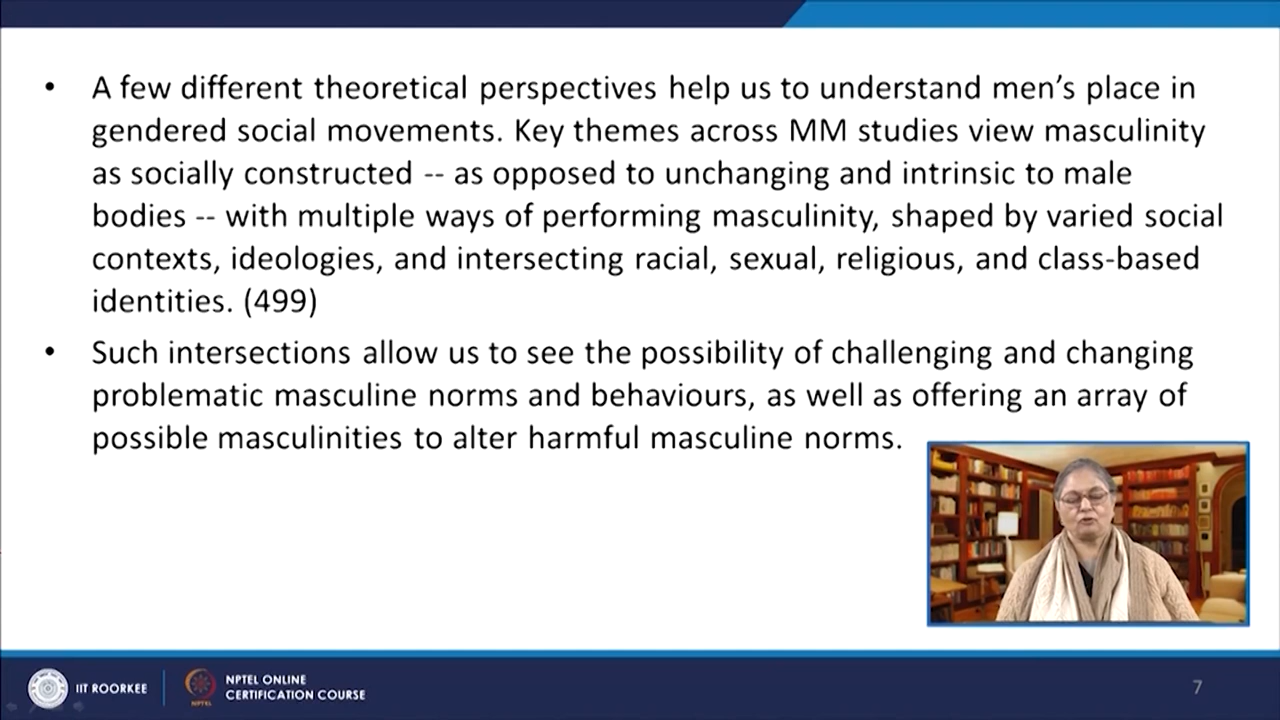 • A few different theoretical perspectives help us to understand men's place in
gendered social movements. Key themes across MM studies view masculinity
as socially constructed -- as opposed to unchanging and intrinsic to male
bodies -- with multiple ways of performing masculinity, shaped by varied social
contexts, ideologies, and intersecting racial, sexual, religious, and class-based
identities. (499)
• Such intersections allow us to see the possibility of challenging and changing
problematic masculine norms and behaviours, as well as offering an array of
possible masculinities to alter harmful masculine norms.
IIT ROORKEE
NPTEL
NPTEL ONLINE
CERTIFICATION COURSE
7